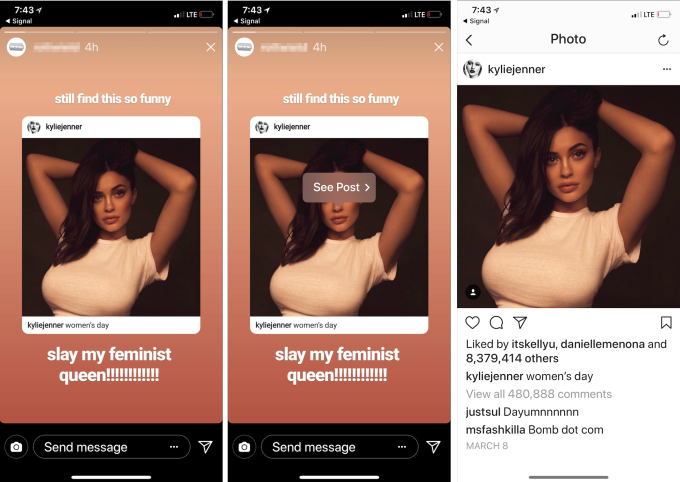 7:43
Signal
LTE
4h
still find this so funny
kyliejenner
kyliejenner women's day
slay my feminist
queen!!!!!!!!!!!!
Send message
7:43
Signal
LTE
4h
still find this so funny
kyliejenner
See Post
kyliejenner women's day
slay my feminist
queen!!!!!!!!!!!!
Send message
7:43
Signal
LTE
Photo
kyliejenner
Liked by itskellyu, daniellemenona and
8,379,414 others
kyliejenner women's day
View all 480,888 comments
justsul Dayumnnnnnn
msfashkilla Bomb dot com
MARCH 8